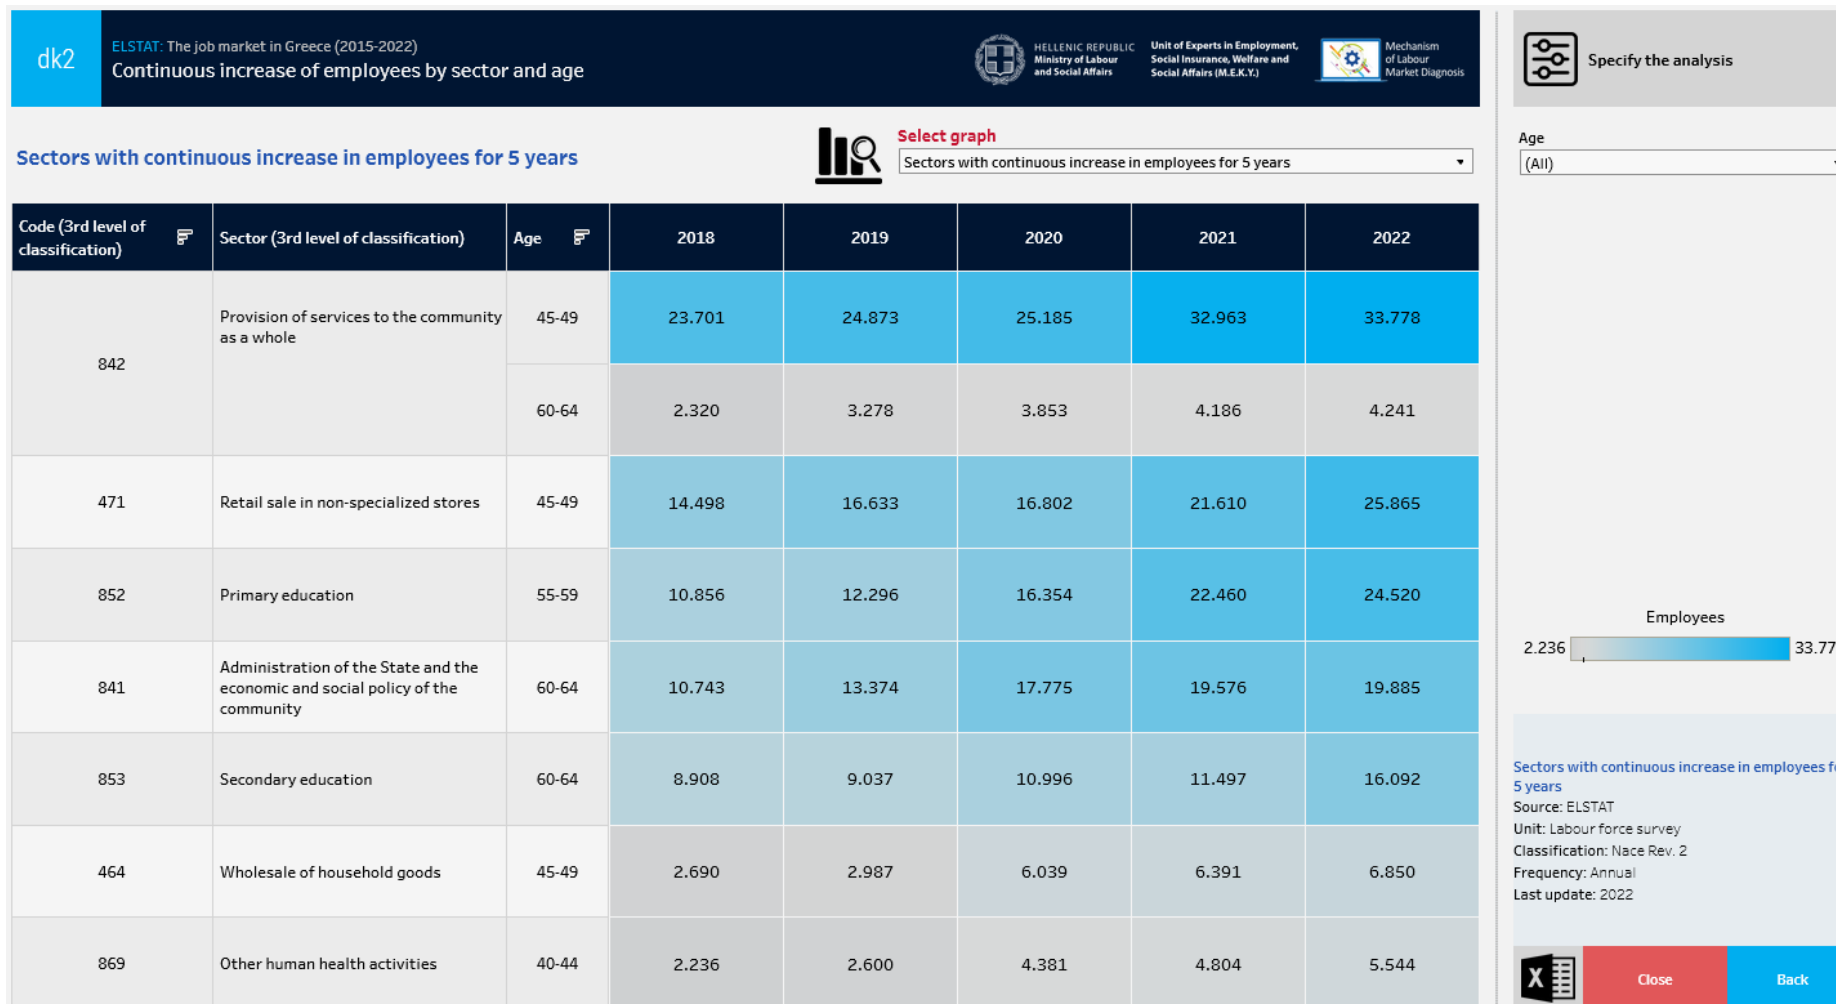 dk2
ELSTAT: The job market in Greece (2015-2022)
Continuous increase of employees by sector and age
HELLENIC REPUBLIC
Ministry of Labour
and Social Affairs
Unit of Experts in Employment,
Social Insurance, Welfare and
Social Affairs (M.E.K.Y.)
Mechanism
of Labour
Market Diagnosis
Specify the analysis
Sectors with continuous increase in employees for 5 years
Select graph
Sectors with continuous increase in employees for 5 years
Age
(All)
Code (3rd level of
classification)
Sector (3rd level of classification)
Age
2018
2019
2020
2021
2022
842
Provision of services to the community
as a whole
45-49
23.701
24.873
25.185
32.963
33.778
60-64
2.320
3.278
3.853
4.186
4.241
471
Retail sale in non-specialized stores
45-49
14.498
16.633
16.802
21.610
25.865
852
Primary education
55-59
10.856
12.296
16.354
22.460
24.520
841
Administration of the State and the
economic and social policy of the
community
60-64
10.743
13.374
17.775
19.576
19.885
853
Secondary education
60-64
8.908
9.037
10.996
11.497
16.092
464
Wholesale of household goods
45-49
2.690
2.987
6.039
6.391
6.850
869
Other human health activities
40-44
2.236
2.600
4.381
4.804
5.544
Employees
2.236
33.77
Sectors with continuous increase in employees
5 years
Source: ELSTAT
Unit: Labour force survey
Classification: Nace Rev. 2
Frequency: Annual
Last update: 2022
X
Close
Back